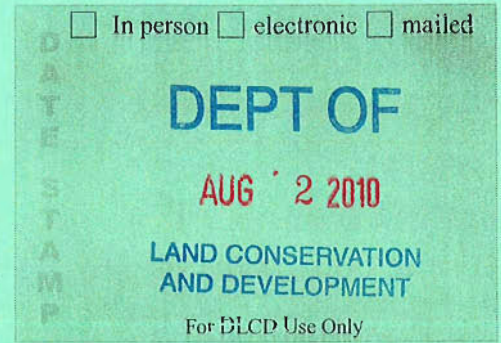 ☐ In person ☐ electronic ☐ mailed
DATE STAMP
DEPT OF
AUG 2 2010
LAND CONSERVATION
AND DEVELOPMENT
For DLCD Use Only